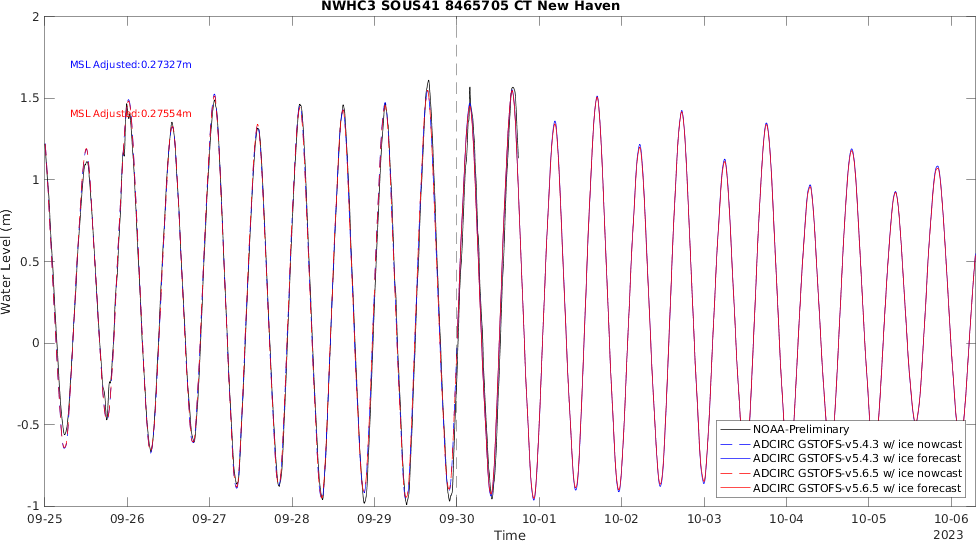 NWHC3 SOUS41 8465705 CT New Haven
2
1.5
1
0.5
0
-0.5
-1
Water Level (m)
MSL Adjusted:0.27327m
MSL Adjusted:0.27554m
NOAA-Preliminary
ADCIRC GSTOFS-v5.4.3 w/ ice nowcast
ADCIRC GSTOFS-v5.4.3 w/ ice forecast
ADCIRC GSTOFS-v5.6.5 w/ ice nowcast
ADCIRC GSTOFS-v5.6.5 w/ ice forecast
09-25 09-26 09-27 09-28 09-29 09-30 10-01 10-02 10-03 10-04 10-05 10-06
Time
2023